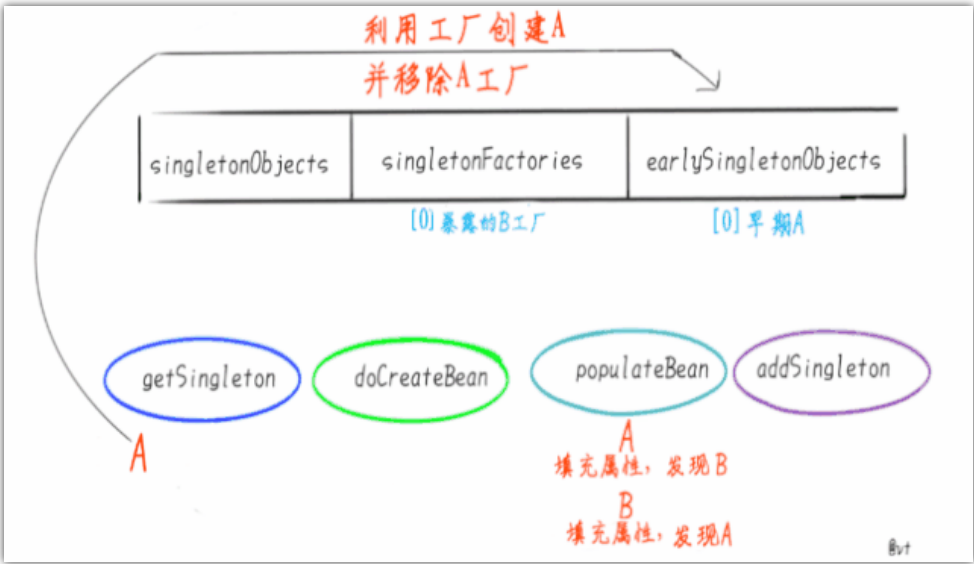 利用工厂创建A
并移除A工厂
singletonObjects
singletonFactories
earlySingletonObjects
[0]暴露的B工厂
[0]早期A
getSingleton
doCreateBean
populateBean
addSingleton
A
A
填充属性，发现B
B
填充属性，发现A
@vt